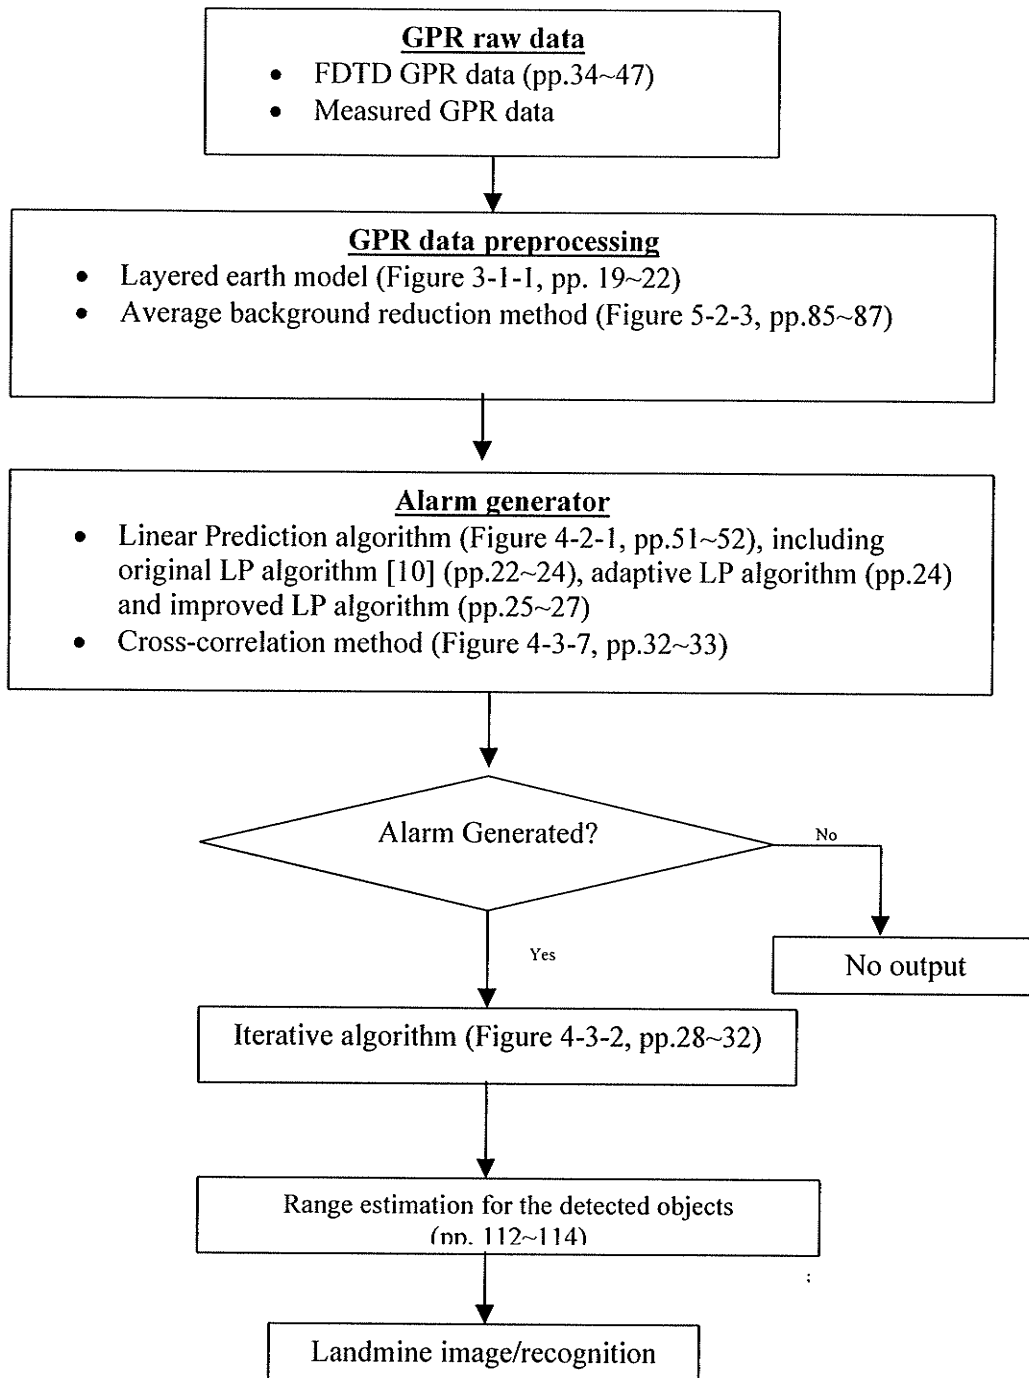 GPR raw data
• FDTD GPR data (pp.34~47)
• Measured GPR data
GPR data preprocessing
• Layered earth model (Figure 3-1-1, pp. 19~22)
• Average background reduction method (Figure 5-2-3, pp.85~87)
Alarm generator
• Linear Prediction algorithm (Figure 4-2-1, pp.51~52), including
original LP algorithm [10] (pp.22~24), adaptive LP algorithm (pp.24)
and improved LP algorithm (pp.25~27)
• Cross-correlation method (Figure 4-3-7, pp.32~33)
Alarm Generated?
No
Yes
No output
Iterative algorithm (Figure 4-3-2, pp.28~32)
Range estimation for the detected objects
(pp. 112~114)
;
Landmine image/recognition